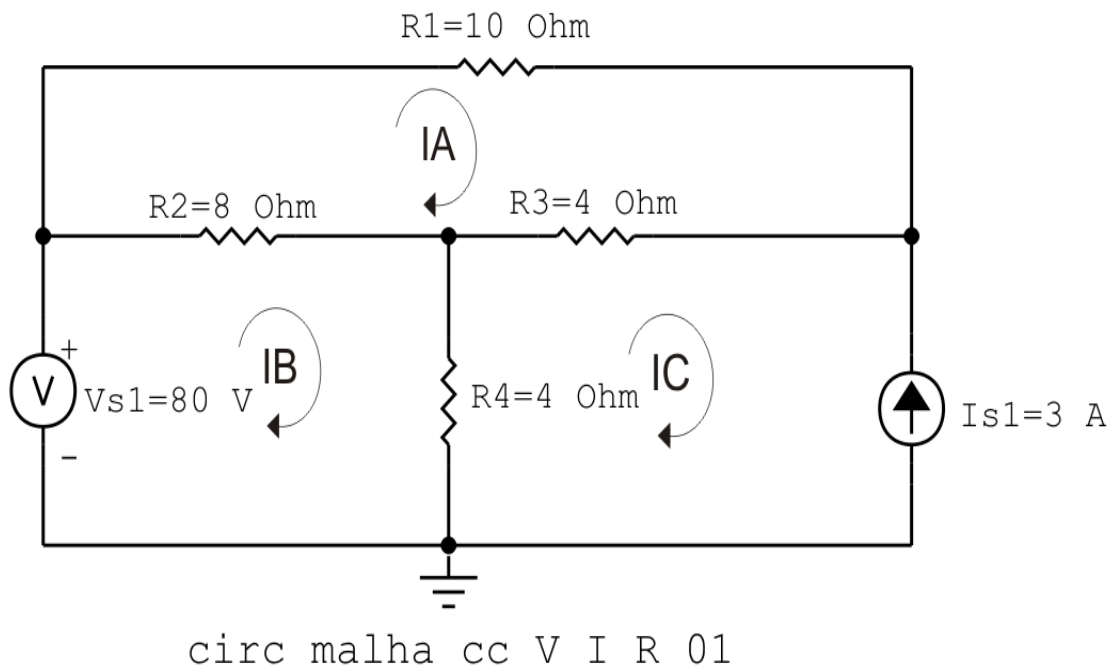 R1=10 Ohm
IA
R2=8 Ohm
R3=4 Ohm
+
V
Vs1=80 V
-
IB
R4=4 Ohm
IC
Is1=3 A
circ malha cc V I R 01